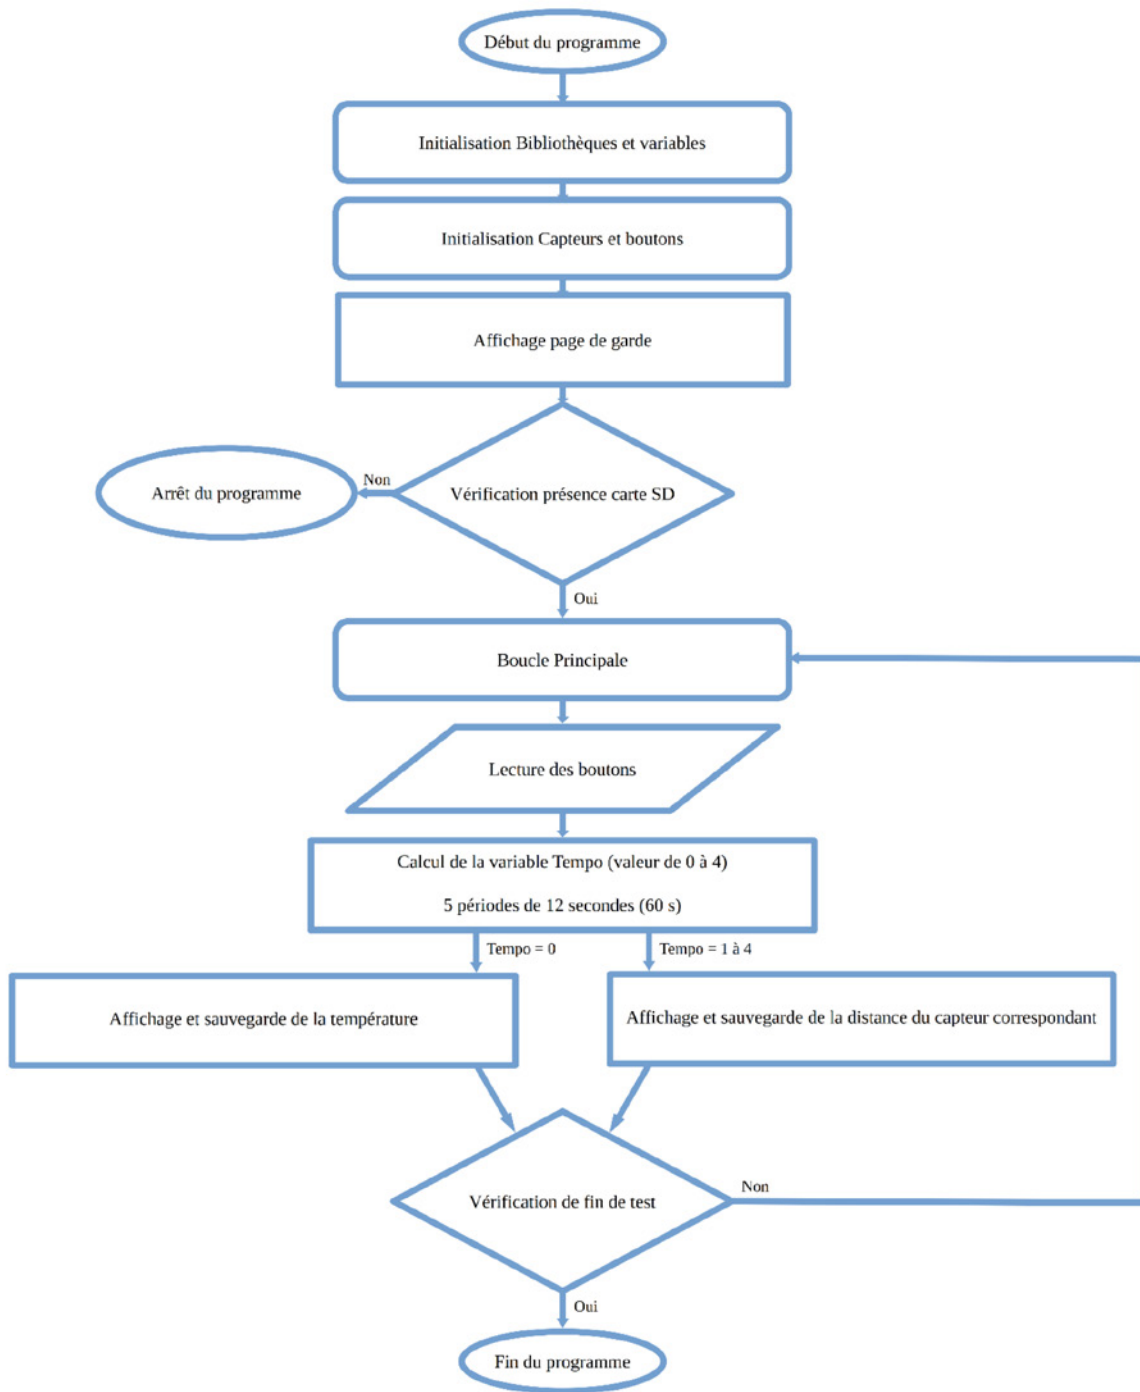 Début du programme
Initialisation Bibliothèques et variables
Initialisation Capteurs et boutons
Affichage page de garde
Vérification présence carte SD
Non
Arrêt du programme
Oui
Boucle Principale
Lecture des boutons
Calcul de la variable Tempo (valeur de 0 à 4)
5 périodes de 12 secondes (60 s)
Tempo = 0
Tempo = 1 à 4
Affichage et sauvegarde de la température
Affichage et sauvegarde de la distance du capteur correspondant
Vérification de fin de test
Non
Oui
Fin du programme